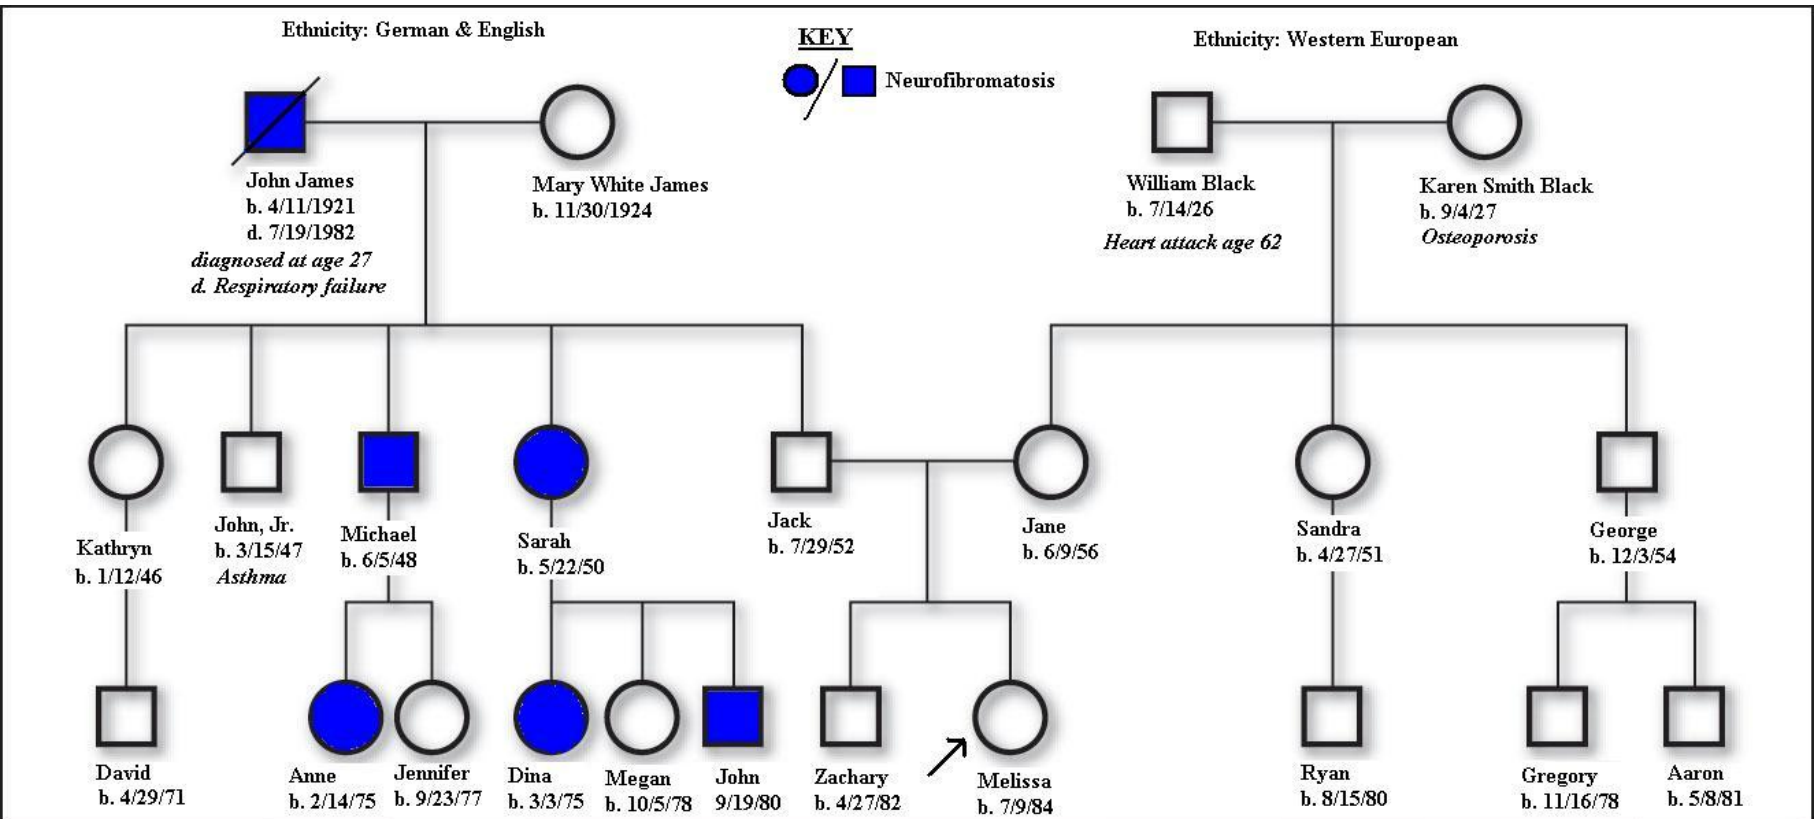 Ethnicity: German & English
KEY
Neurofibromatosis
Ethnicity: Western European
John James
b. 4/11/1921
d. 7/19/1982
diagnosed at age 27
d. Respiratory failure
Mary White James
b. 11/30/1924
William Black
b. 7/14/26
Heart attack age 62
Karen Smith Black
b. 9/4/27
Osteoporosis
Kathryn
b. 1/12/46
John, Jr.
b. 3/15/47
Asthma
Michael
b. 6/5/48
Sarah
b. 5/22/50
Jack
b. 7/29/52
Jane
b. 6/9/56
Sandra
b. 4/27/51
George
b. 12/3/54
David
b. 4/29/71
Anne
b. 2/14/75
Jennifer
b. 9/23/77
Dina
b. 3/3/75
Megan
b. 10/5/78
John
9/19/80
Zachary
b. 4/27/82
Melissa
b. 7/9/84
Ryan
b. 8/15/80
Gregory
b. 11/16/78
Aaron
b. 5/8/81